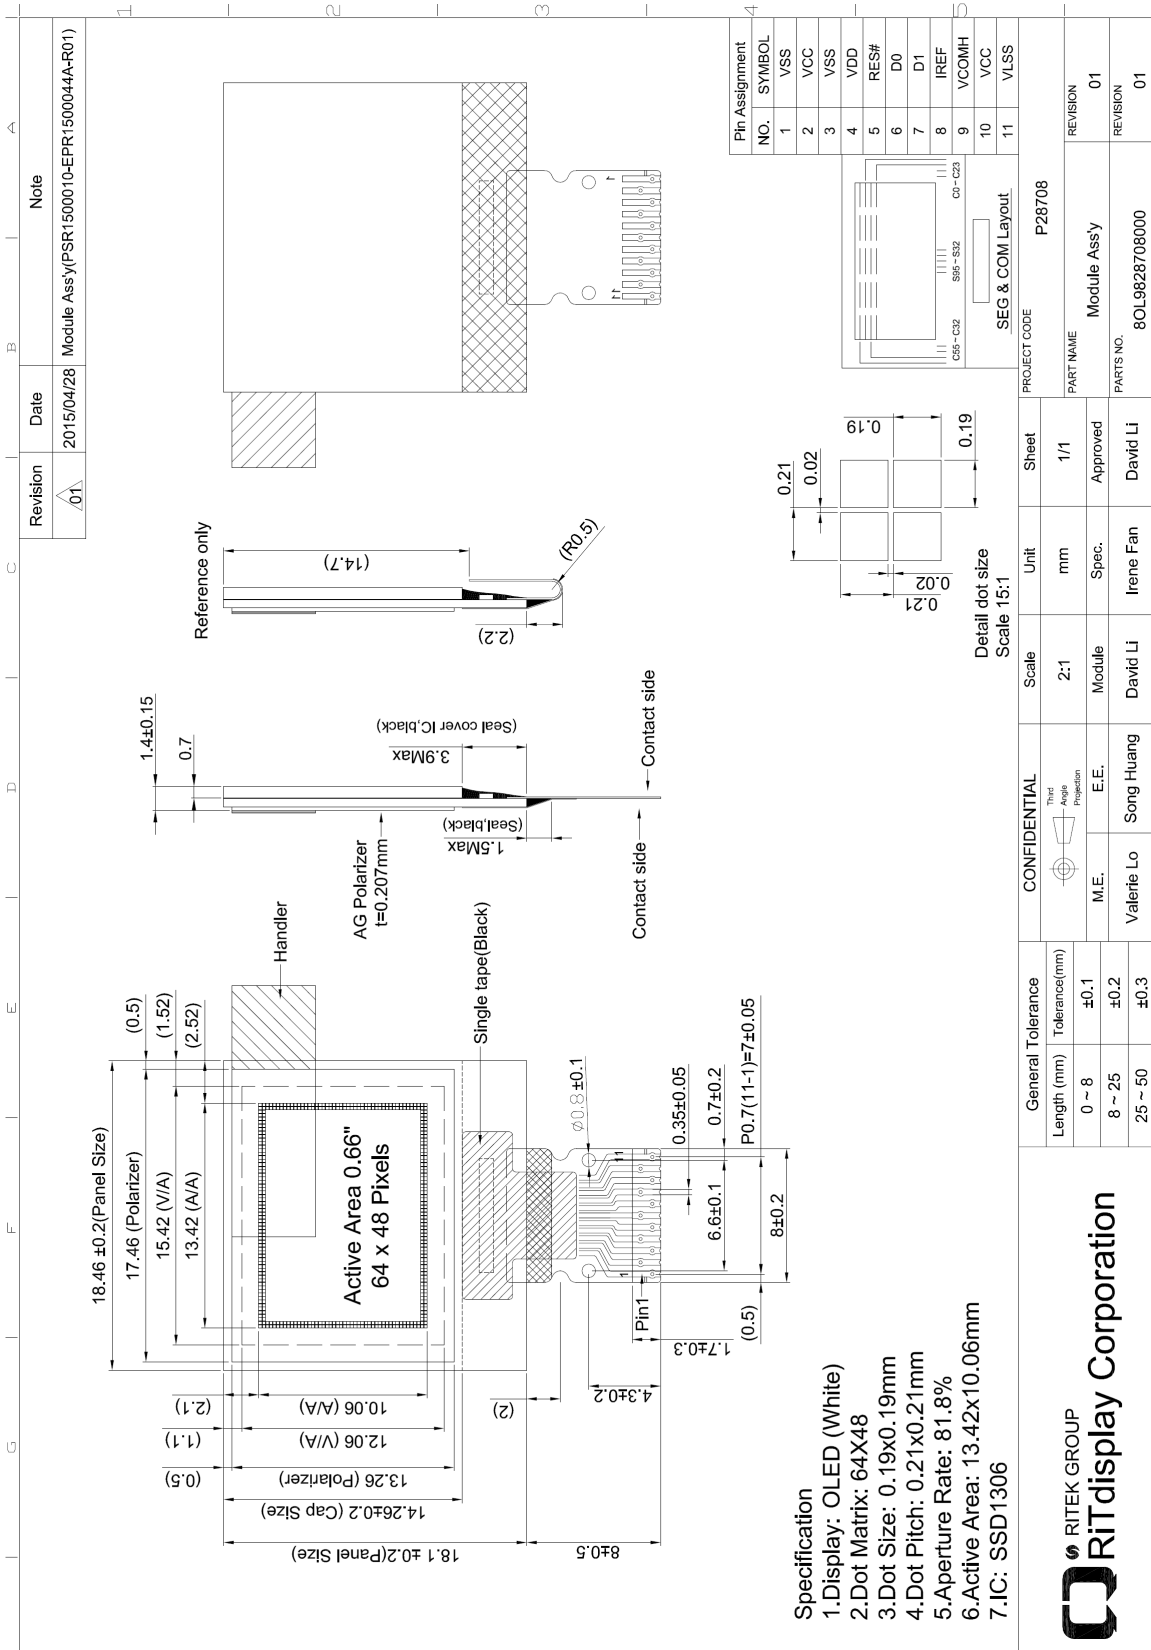 1
2
3
4
5
A
B
C
D
E
F
G
Revision
Date
Note
01
2015/04/28
Module Ass'y(PSR1500010-EPR1500044A-R01)
18.46 ±0.2(Panel Size)
17.46 (Polarizer)
15.42 (V/A)
13.42 (A/A)
(0.5)
(1.52)
(2.52)
Handler
Active Area 0.66"
64 x 48 Pixels
(2.1)
(1.1)
(0.5)
10.06 (A/A)
12.06 (V/A)
13.26 (Polarizer)
14.26±0.2 (Cap Size)
18.1 ±0.2(Panel Size)
8±0.5
(2)
4.3±0.2
1.7±0.3
Single tape(Black)
Ø0.8±0.1
0.35±0.05
0.7±0.2
P0.7(11-1)=7±0.05
6.6±0.1
8±0.2
(0.5)
Pin1
1
11
1.4±0.15
0.7
AG Polarizer
t=0.207mm
3.9Max
(Seal cover IC,black)
1.5Max
(Seal,black)
Contact side
Contact side
Reference only
(14.7)
(2.2)
(R0.5)
11
1
0.21
0.02
0.19
0.19
0.02
0.21
Detail dot size
Scale 15:1
C55 ~ C32
S95 ~ S32
C0 ~ C23
SEG & COM Layout
Pin Assignment
NO. SYMBOL
1 VSS
2 VCC
3 VSS
4 VDD
5 RES#
6 D0
7 D1
8 IREF
9 VCOMH
10 VCC
11 VLSS
Specification
1.Display: OLED (White)
2.Dot Matrix: 64X48
3.Dot Size: 0.19x0.19mm
4.Dot Pitch: 0.21x0.21mm
5.Aperture Rate: 81.8%
6.Active Area: 13.42x10.06mm
7.IC: SSD1306
RITEK GROUP
RiTdisplay Corporation
General Tolerance
Length (mm) Tolerance(mm)
0 ~ 8 ±0.1
8 ~ 25 ±0.2
25 ~ 50 ±0.3
CONFIDENTIAL
Third
Angle
Projection
M.E.
E.E.
Valerie Lo
Song Huang
Scale
Unit
Sheet
2:1
mm
1/1
Module
Spec.
Approved
David Li
Irene Fan
David Li
PROJECT CODE
P28708
PART NAME
Module Ass'y
REVISION
01
PARTS NO.
8OL9828708000
REVISION
01